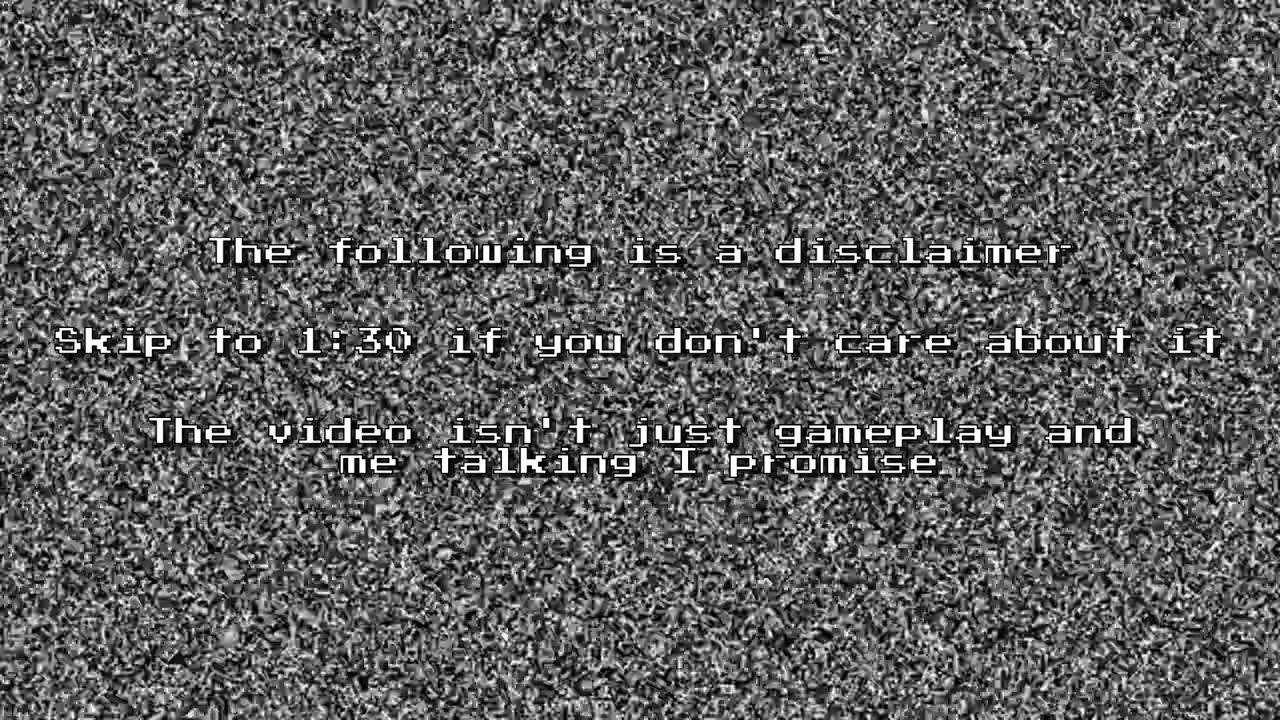 The following is a disclaimer
Skip to 1:30 if you don't care about it
The video isn't just gameplay and
me talking I promise